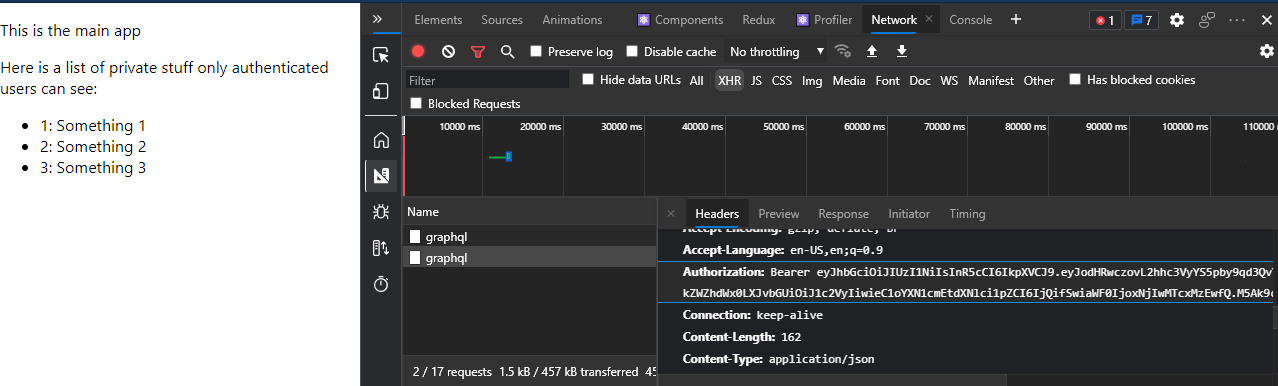 This is the main app
Here is a list of private stuff only authenticated
users can see:
1: Something 1
2: Something 2
3: Something 3
Elements Sources Animations Components Redux Profiler Network Console
1 7
Preserve log Disable cache No throttling
Filter Hide data URLs All XHR JS CSS Img Media Font Doc WS Manifest Other Has blocked cookies
Blocked Requests
10000 ms 20000 ms 30000 ms 40000 ms 50000 ms 60000 ms 70000 ms 80000 ms 90000 ms 100000 ms 110000
Name
graphql
graphql
2 / 17 requests 1.5 kB / 457 kB transferred 45
Headers Preview Response Initiator Timing
Accept-Encoding: gzip, deflate, br
Accept-Language: en-US,en;q=0.9
Authorization: Bearer
Connection: keep-alive
Content-Length: 162
Content-Type: application/json